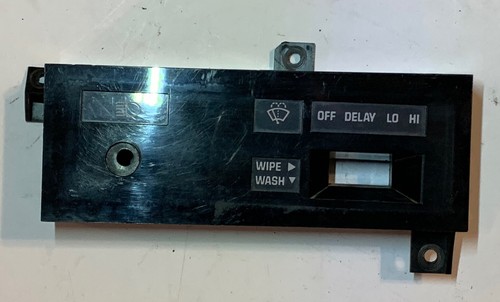 OFF DELAY LO HI
WIPE ▶
WASH ▼